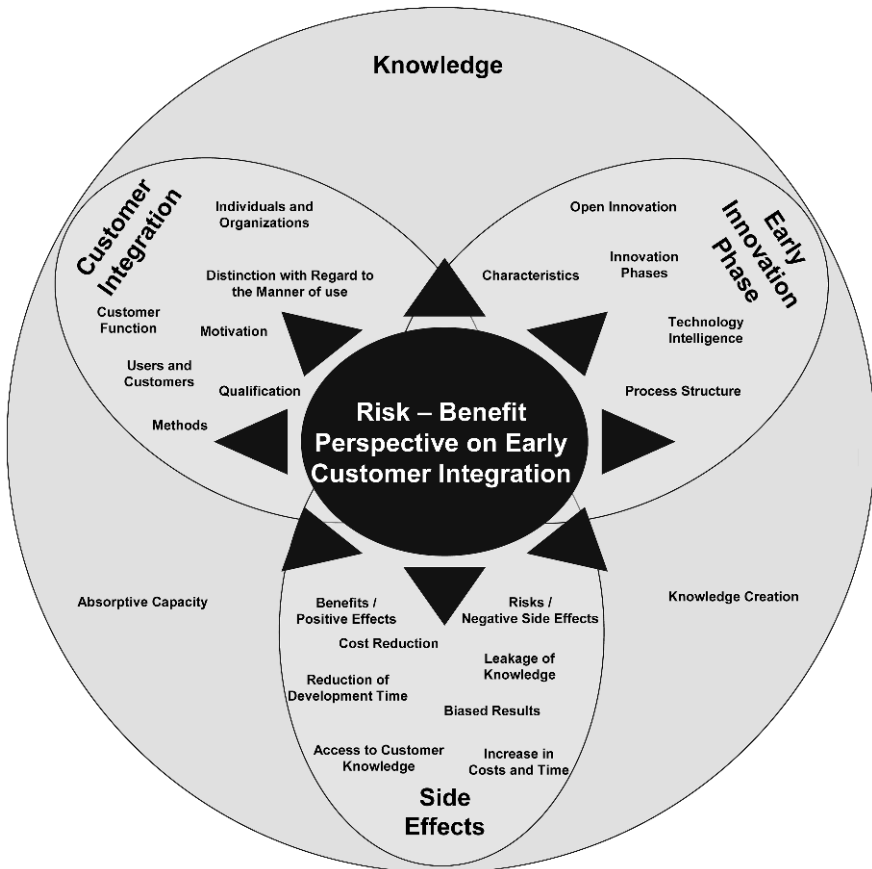 Knowledge
Customer
Integration
Individuals and
Organizations
Distinction with Regard to
the Manner of use
Customer
Function
Motivation
Users and
Customers
Qualification
Methods
Early
Innovation
Phase
Open Innovation
Characteristics
Innovation
Phases
Technology
Intelligence
Process Structure
Risk – Benefit
Perspective on Early
Customer Integration
Absorptive Capacity
Knowledge Creation
Benefits /
Positive Effects
Cost Reduction
Reduction of
Development Time
Access to Customer
Knowledge
Risks /
Negative Side Effects
Leakage of
Knowledge
Biased Results
Increase in
Costs and Time
Side
Effects